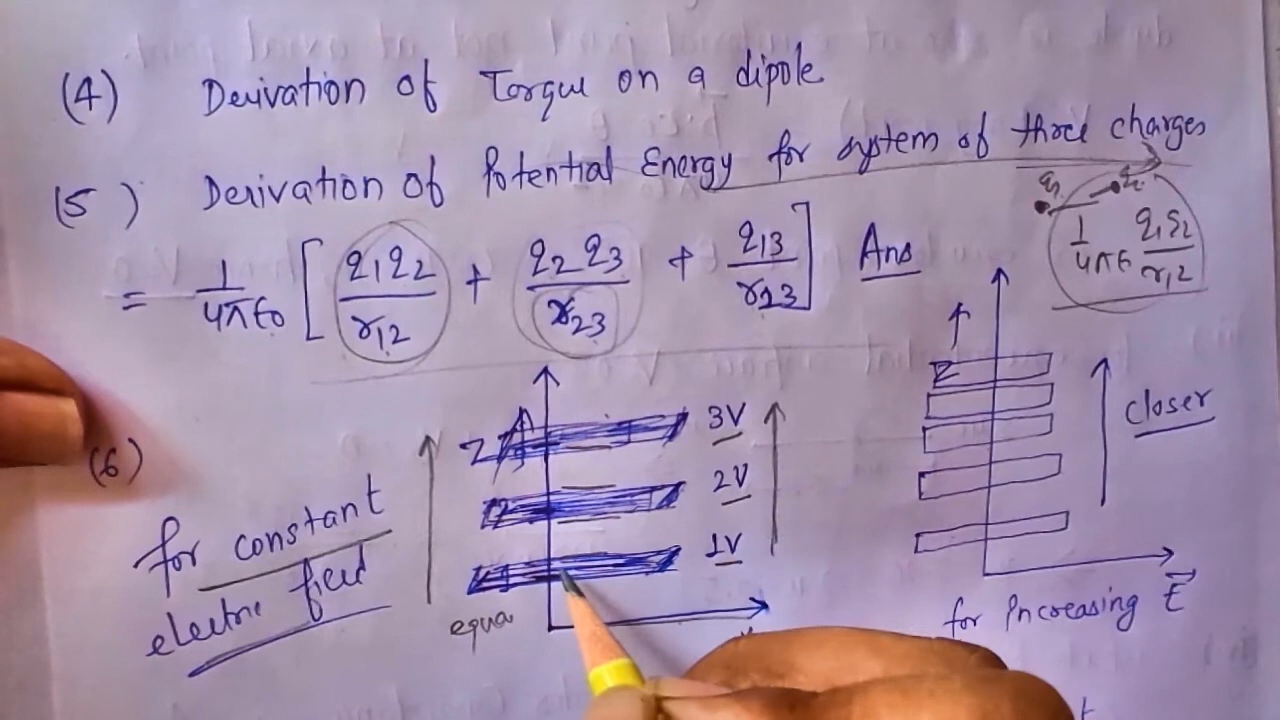 (4) Derivation of Torque on a dipole
(5) Derivation of Potential Energy for system of three charges
= 1/4πε0 [ q1q2/r12 + q2q3/r23 + q13/r13 ] Ans
q1 q2
1/4πε q1q2/r12
(6) for constant
electric field
Z
3V
2V
1V
equa
Z
closer
for increasing E⃗